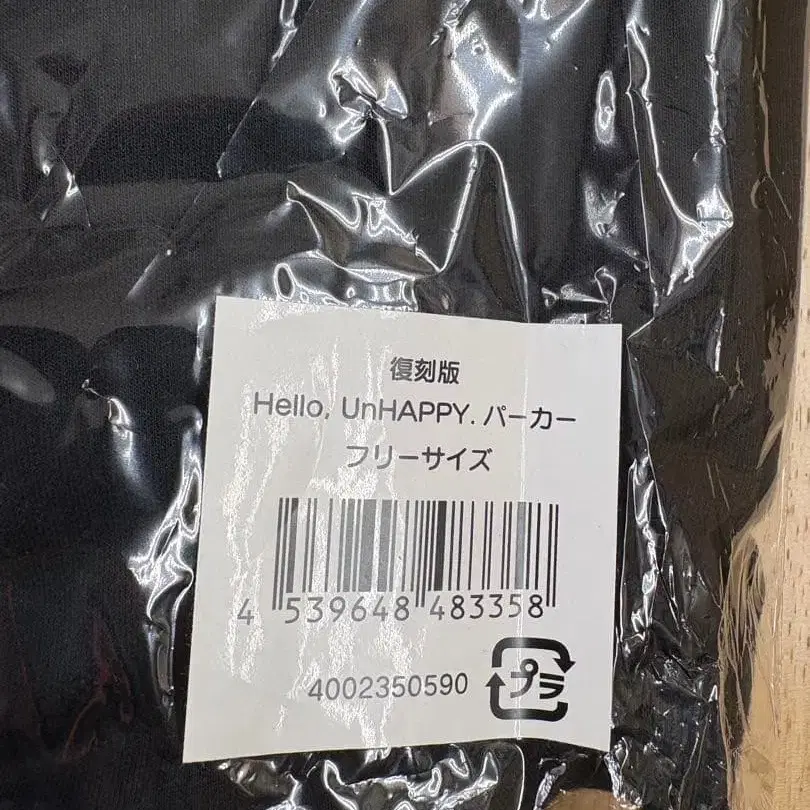 復刻版
Hello, UnHAPPY. パーカー
フリーサイズ
4 539648 483358
4002350590
プラ